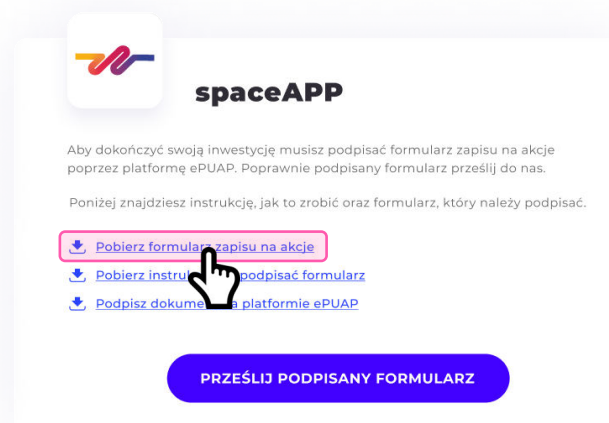 spaceAPP
Aby dokończyć swoją inwestycję musisz podpisać formularz zapisu na akcje
poprzez platformę ePUAP. Poprawnie podpisany formularz prześlij do nas.
Poniżej znajdziesz instrukcję, jak to zrobić oraz formularz, który należy podpisać.
Pobierz formularz zapisu na akcje
Pobierz podpisać formularz
Podpisz platformie ePUAP
PRZEŚLIJ PODPISANY FORMULARZ